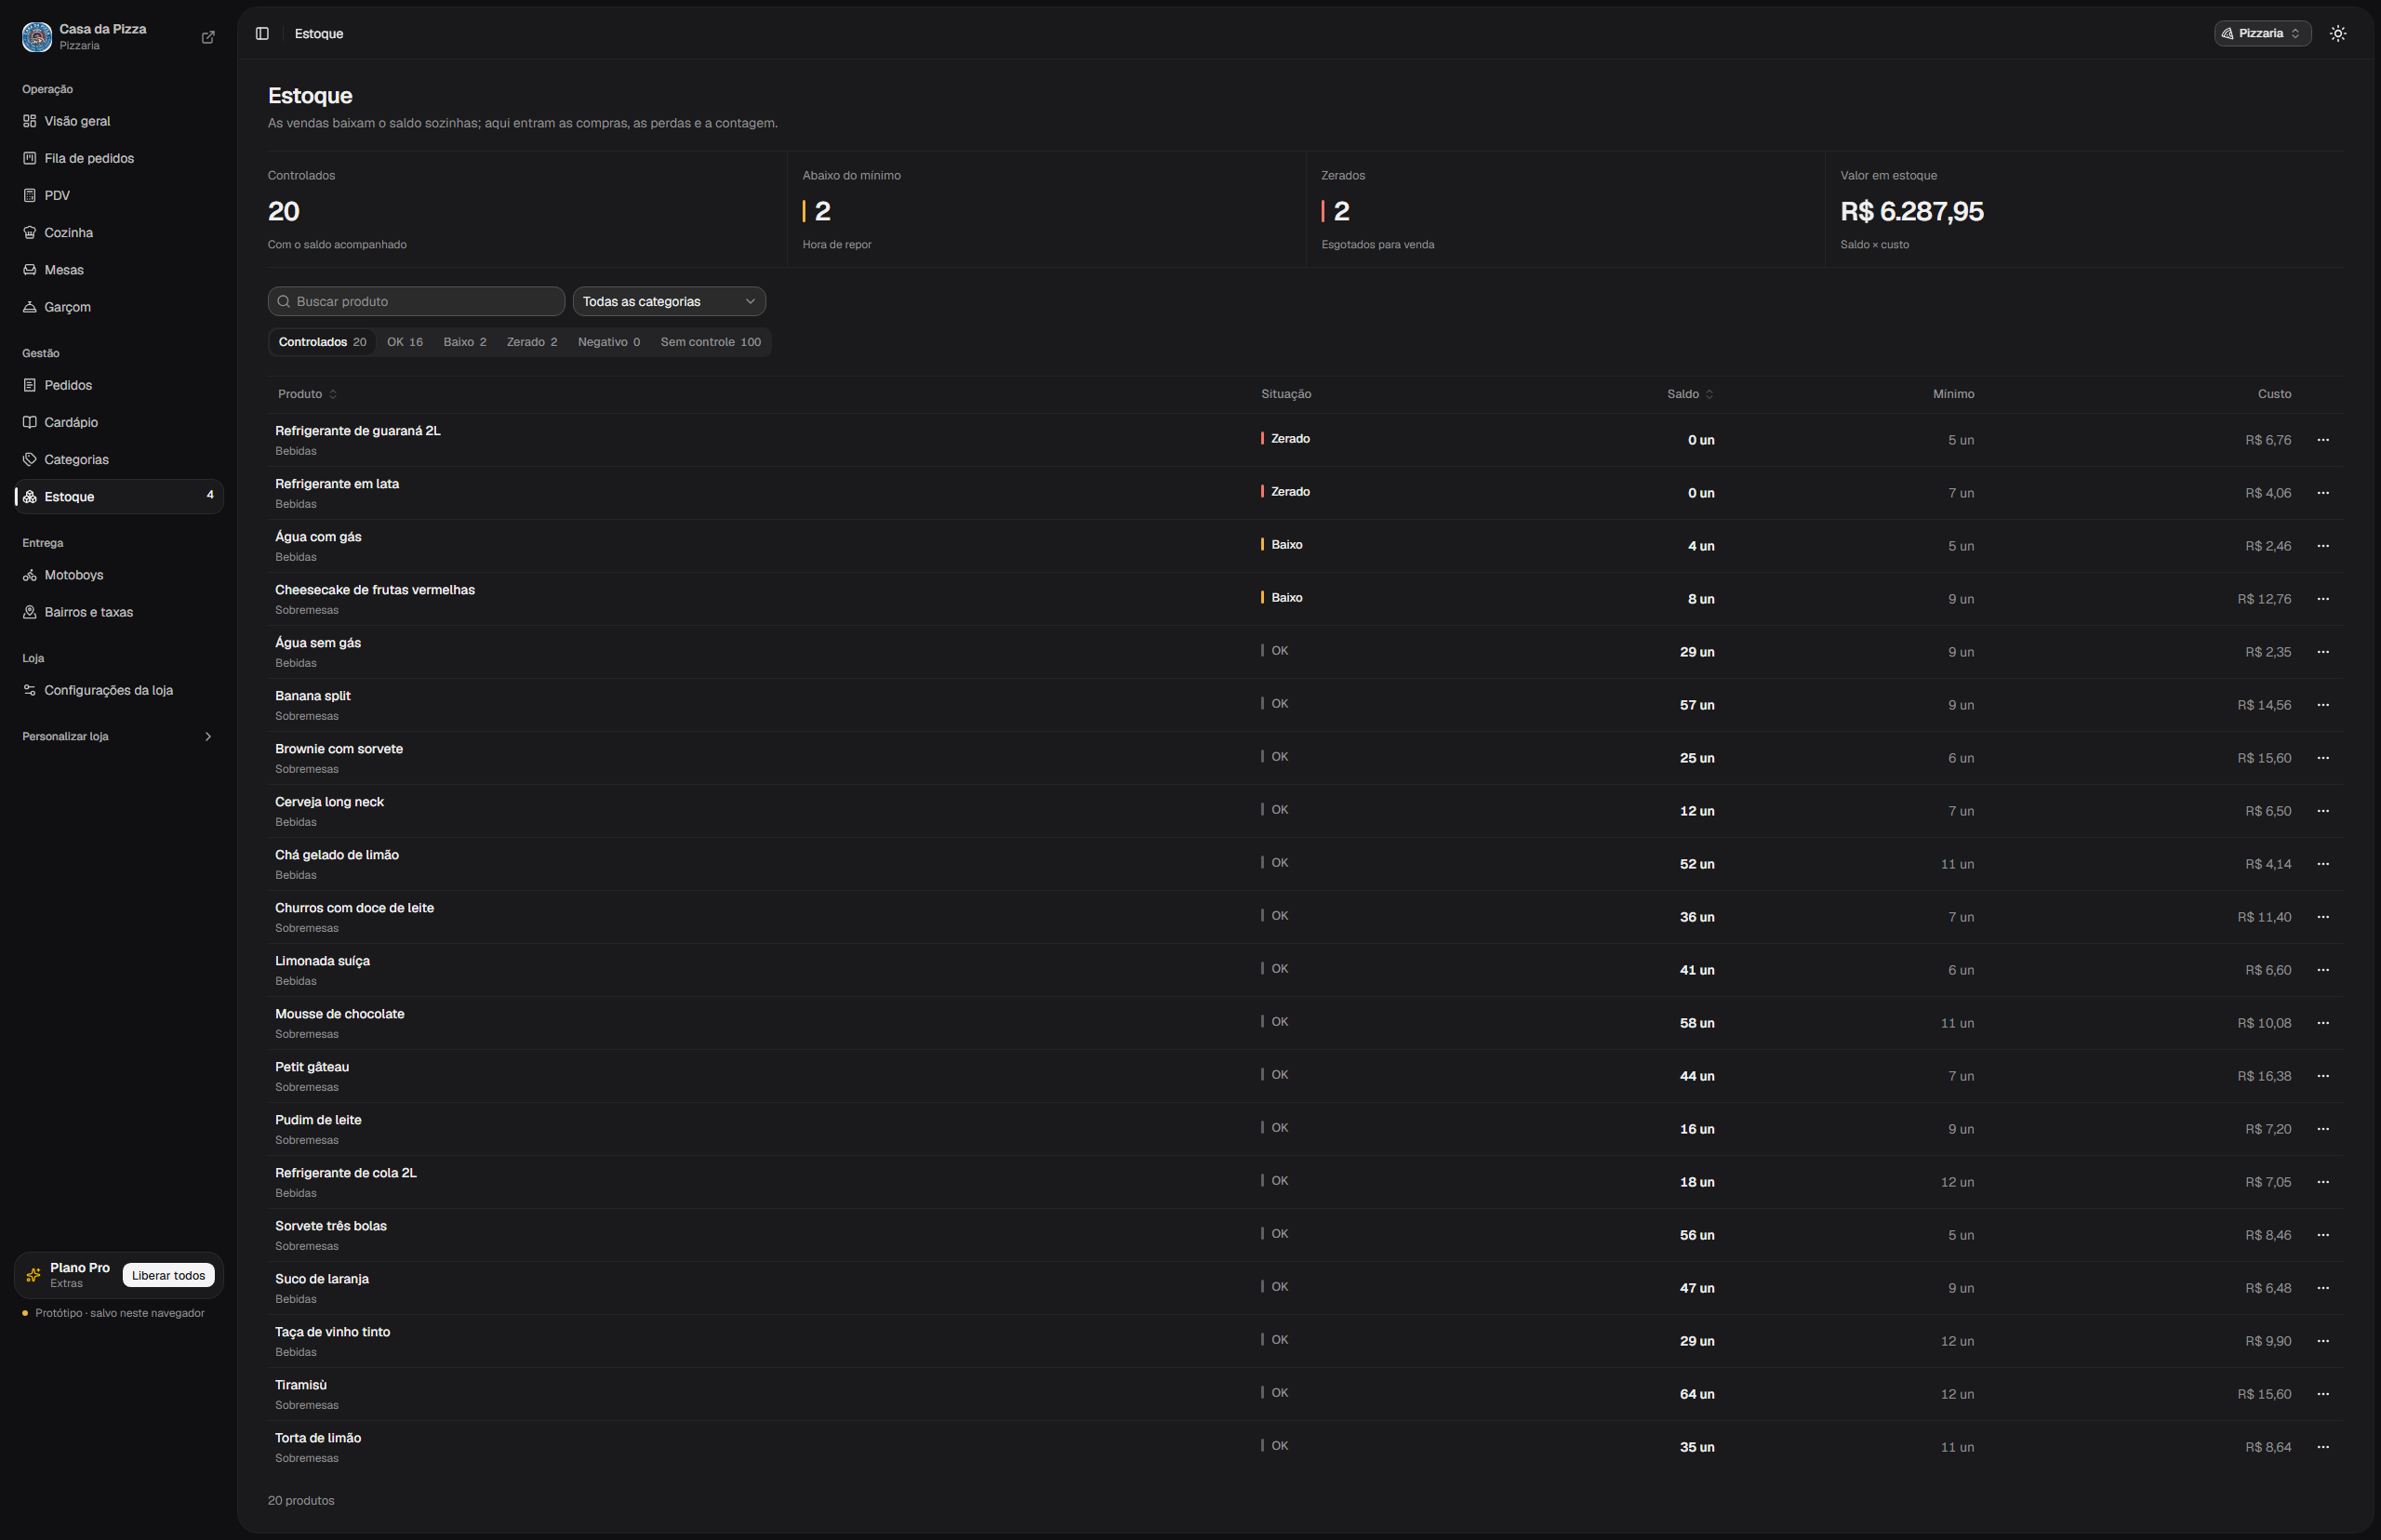 Casa da Pizza
Pizzaria
Operação
Visão geral
Fila de pedidos
PDV
Cozinha
Mesas
Garçom
Gestão
Pedidos
Cardápio
Categorias
Estoque 4
Entrega
Motoboys
Bairros e taxas
Loja
Configurações da loja
Personalizar loja
Plano Pro
Extras
Liberar todos
Protótipo · salvo neste navegador
Estoque
Pizzaria
Estoque
As vendas baixam o saldo sozinhas; aqui entram as compras, as perdas e a contagem.
Controlados
20
Com o saldo acompanhado
Abaixo do mínimo
2
Hora de repor
Zerados
2
Esgotados para venda
Valor em estoque
R$ 6.287,95
Saldo × custo
Buscar produto
Todas as categorias
Controlados 20 OK 16 Baixo 2 Zerado 2 Negativo 0 Sem controle 100
Produto Situação Saldo Mínimo Custo
Refrigerante de guaraná 2L
Bebidas
Zerado 0 un 5 un R$ 6,76
Refrigerante em lata
Bebidas
Zerado 0 un 7 un R$ 4,06
Água com gás
Bebidas
Baixo 4 un 5 un R$ 2,46
Cheesecake de frutas vermelhas
Sobremesas
Baixo 8 un 9 un R$ 12,76
Água sem gás
Bebidas
OK 29 un 9 un R$ 2,35
Banana split
Sobremesas
OK 57 un 9 un R$ 14,56
Brownie com sorvete
Sobremesas
OK 25 un 6 un R$ 15,60
Cerveja long neck
Bebidas
OK 12 un 7 un R$ 6,50
Chá gelado de limão
Bebidas
OK 52 un 11 un R$ 4,14
Churros com doce de leite
Sobremesas
OK 36 un 7 un R$ 11,40
Limonada suíça
Bebidas
OK 41 un 6 un R$ 6,60
Mousse de chocolate
Sobremesas
OK 58 un 11 un R$ 10,08
Petit gâteau
Sobremesas
OK 44 un 7 un R$ 16,38
Pudim de leite
Sobremesas
OK 16 un 9 un R$ 7,20
Refrigerante de cola 2L
Bebidas
OK 18 un 12 un R$ 7,05
Sorvete três bolas
Sobremesas
OK 56 un 5 un R$ 8,46
Suco de laranja
Bebidas
OK 47 un 9 un R$ 6,48
Taça de vinho tinto
Bebidas
OK 29 un 12 un R$ 9,90
Tiramisù
Sobremesas
OK 64 un 12 un R$ 15,60
Torta de limão
Sobremesas
OK 35 un 11 un R$ 8,64
20 produtos